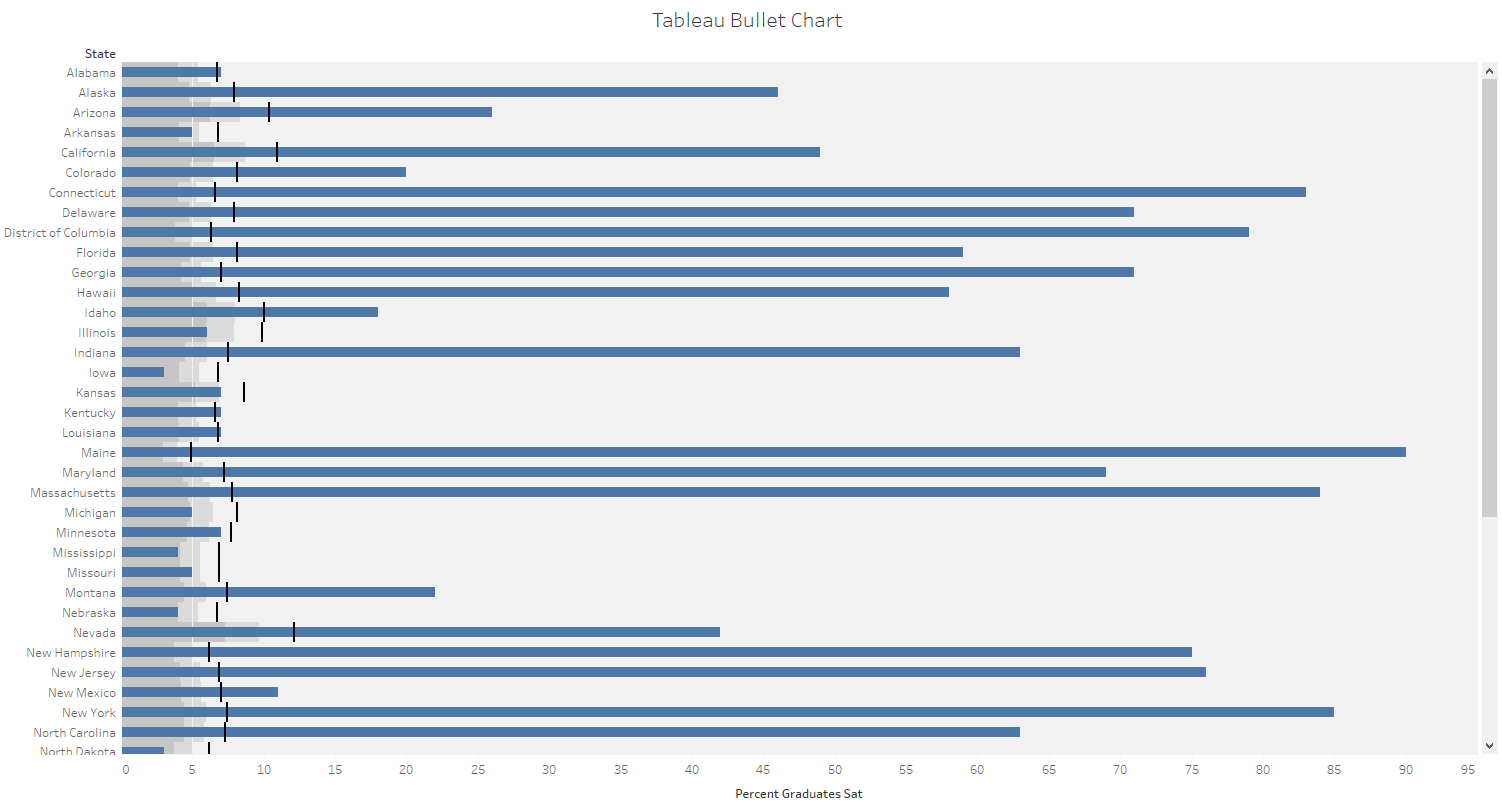 Tableau Bullet Chart
State
Alabama
Alaska
Arizona
Arkansas
California
Colorado
Connecticut
Delaware
District of Columbia
Florida
Georgia
Hawaii
Idaho
Illinois
Indiana
Iowa
Kansas
Kentucky
Louisiana
Maine
Maryland
Massachusetts
Michigan
Minnesota
Mississippi
Missouri
Montana
Nebraska
Nevada
New Hampshire
New Jersey
New Mexico
New York
North Carolina
North Dakota
0 5 10 15 20 25 30 35 40 45 50 55 60 65 70 75 80 85 90 95
Percent Graduates Sat